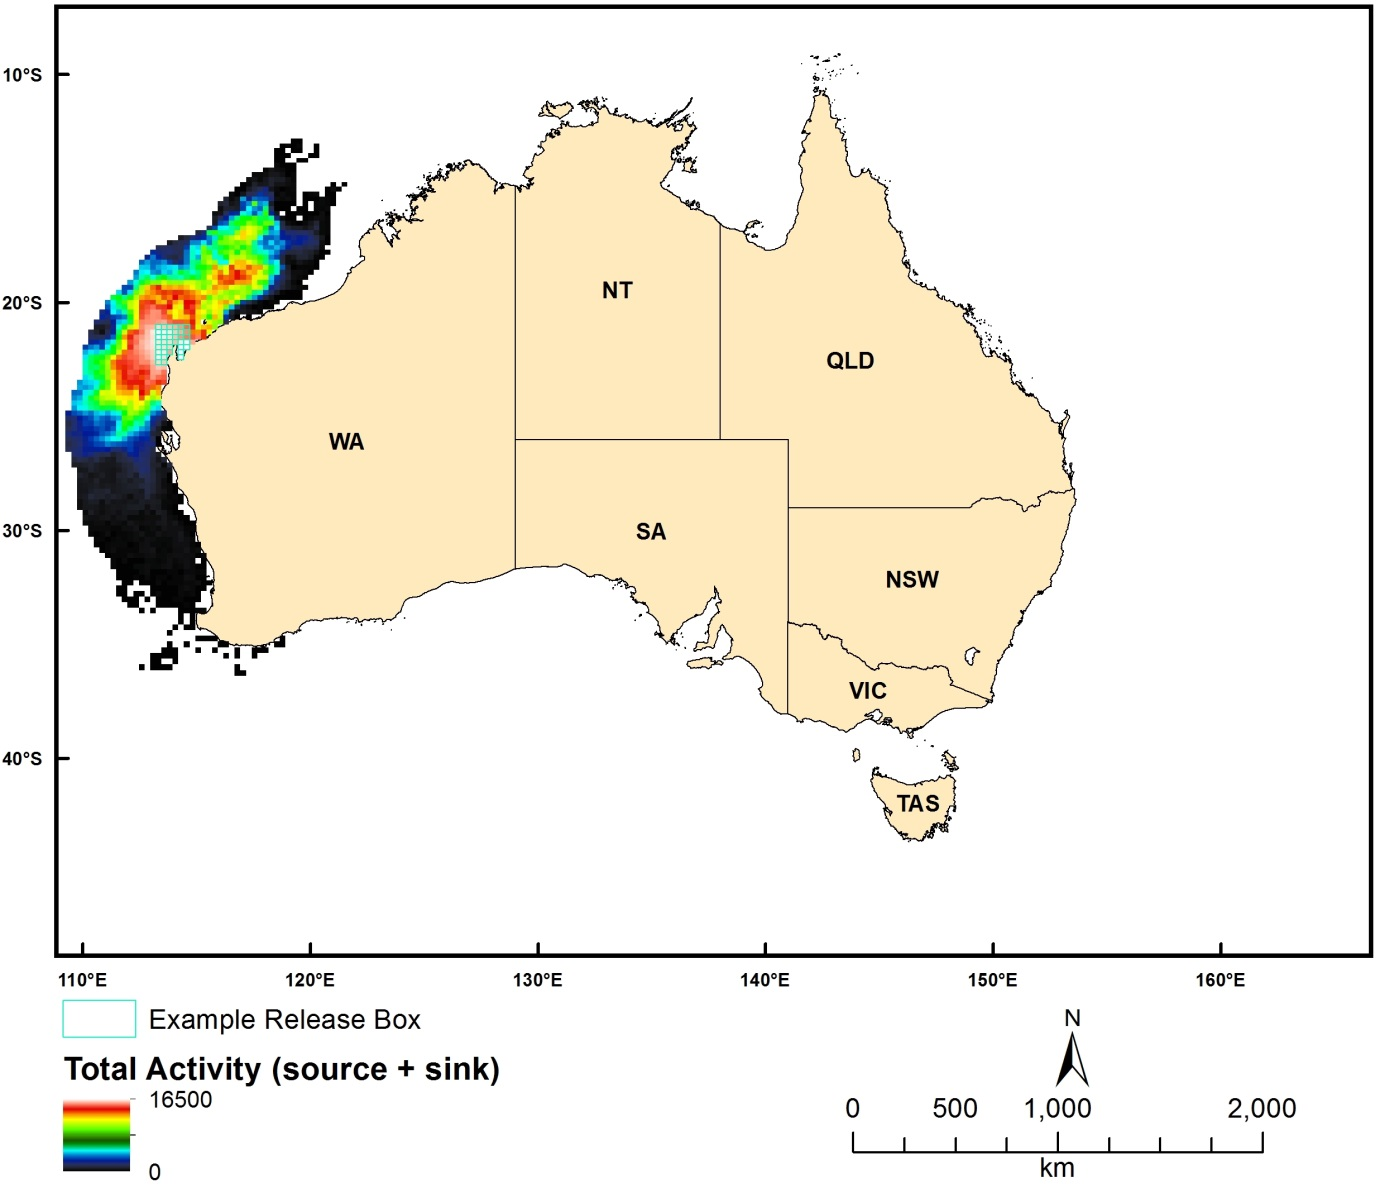 10°S
20°S
30°S
40°S
NT
QLD
WA
SA
NSW
VIC
TAS
110°E 120°E 130°E 140°E 150°E 160°E
Example Release Box
Total Activity (source + sink)
16500
0
N
0 500 1,000 2,000
km